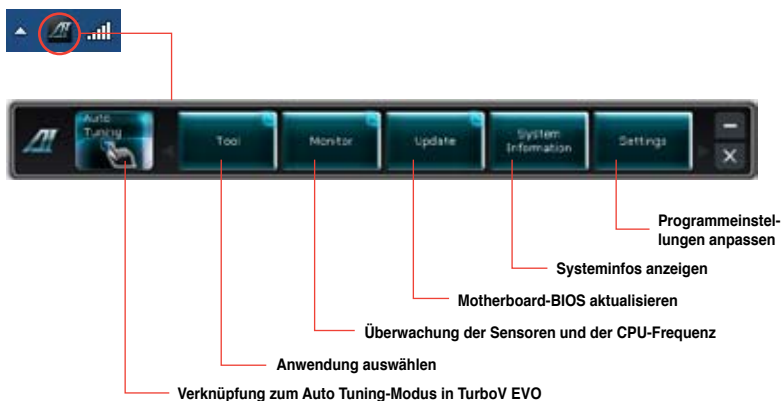 Auto
Tuning
Tool
Monitor
Update
System
Information
Settings
Programmeinstel-
lungen anpassen
Systeminfos anzeigen
Motherboard-BIOS aktualisieren
Überwachung der Sensoren und der CPU-Frequenz
Anwendung auswählen
Verknüpfung zum Auto Tuning-Modus in TurboV EVO